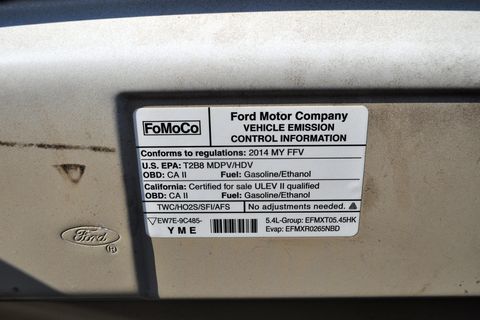 FoMoCo
Ford Motor Company
VEHICLE EMISSION
CONTROL INFORMATION
Conforms to regulations: 2014 MY FFV
U.S. EPA: T2B8 MDPV/HDV
OBD: CA II Fuel: Gasoline/Ethanol
California: Certified for sale ULEV II qualified
OBD: CA II Fuel: Gasoline/Ethanol
TWC/HO2S/SFI/AFS No adjustments needed.
EW7E-9C485- 5.4L-Group: EFMXT05.45HK
YME Evap: EFMXR0265NBD
Ford